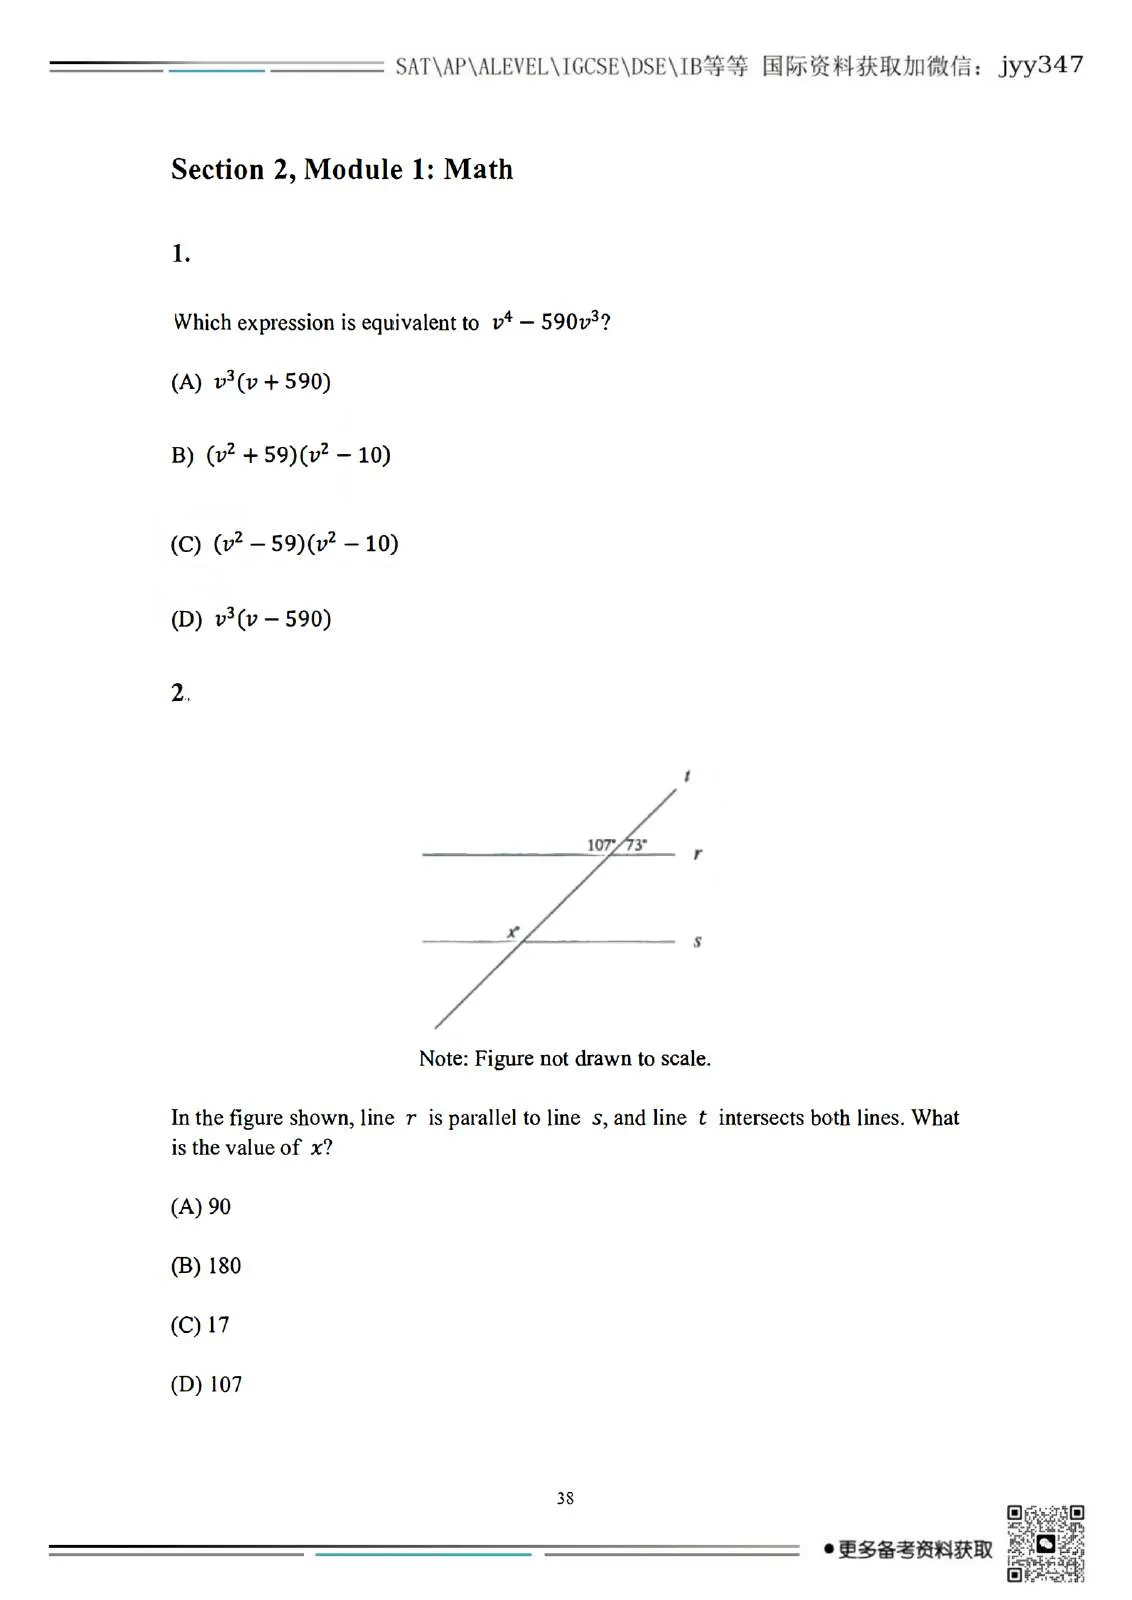 SAT\AP\ALEVEL\IGCSE\DSE\IB等等 国际资料获取加微信: jyy347
Section 2, Module 1: Math
1.
Which expression is equivalent to v⁴ − 590v³?
(A) v³(v + 590)
B) (v² + 59)(v² − 10)
(C) (v² − 59)(v² − 10)
(D) v³(v − 590)
2.
t
107° 73°
r
x°
s
Note: Figure not drawn to scale.
In the figure shown, line r is parallel to line s, and line t intersects both lines. What
is the value of x?
(A) 90
(B) 180
(C) 17
(D) 107
38
●更多备考资料获取